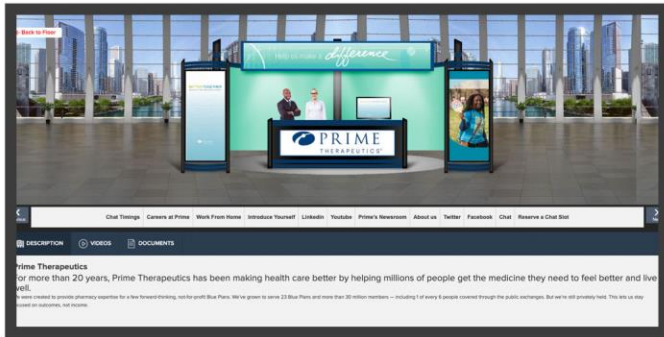 Back to Floor
Help us make a difference
PRIME
THERAPEUTICS
Chat Timings Careers at Prime Work From Home Introduce Yourself Linkedin Youtube Prime's Newsroom About us Twitter Facebook Chat Reserve a Chat Slot
DESCRIPTION VIDEOS DOCUMENTS
Prime Therapeutics
For more than 20 years, Prime Therapeutics has been making health care better by helping millions of people get the medicine they need to feel better and live
well.
We were created to provide pharmacy expertise for a few forward-thinking, not-for-profit Blue Plans. We've grown to serve 23 Blue Plans and more than 30 million members — including 1 of every 6 people covered through the public exchanges. But we're still privately held. This lets us stay
focused on outcomes, not income.